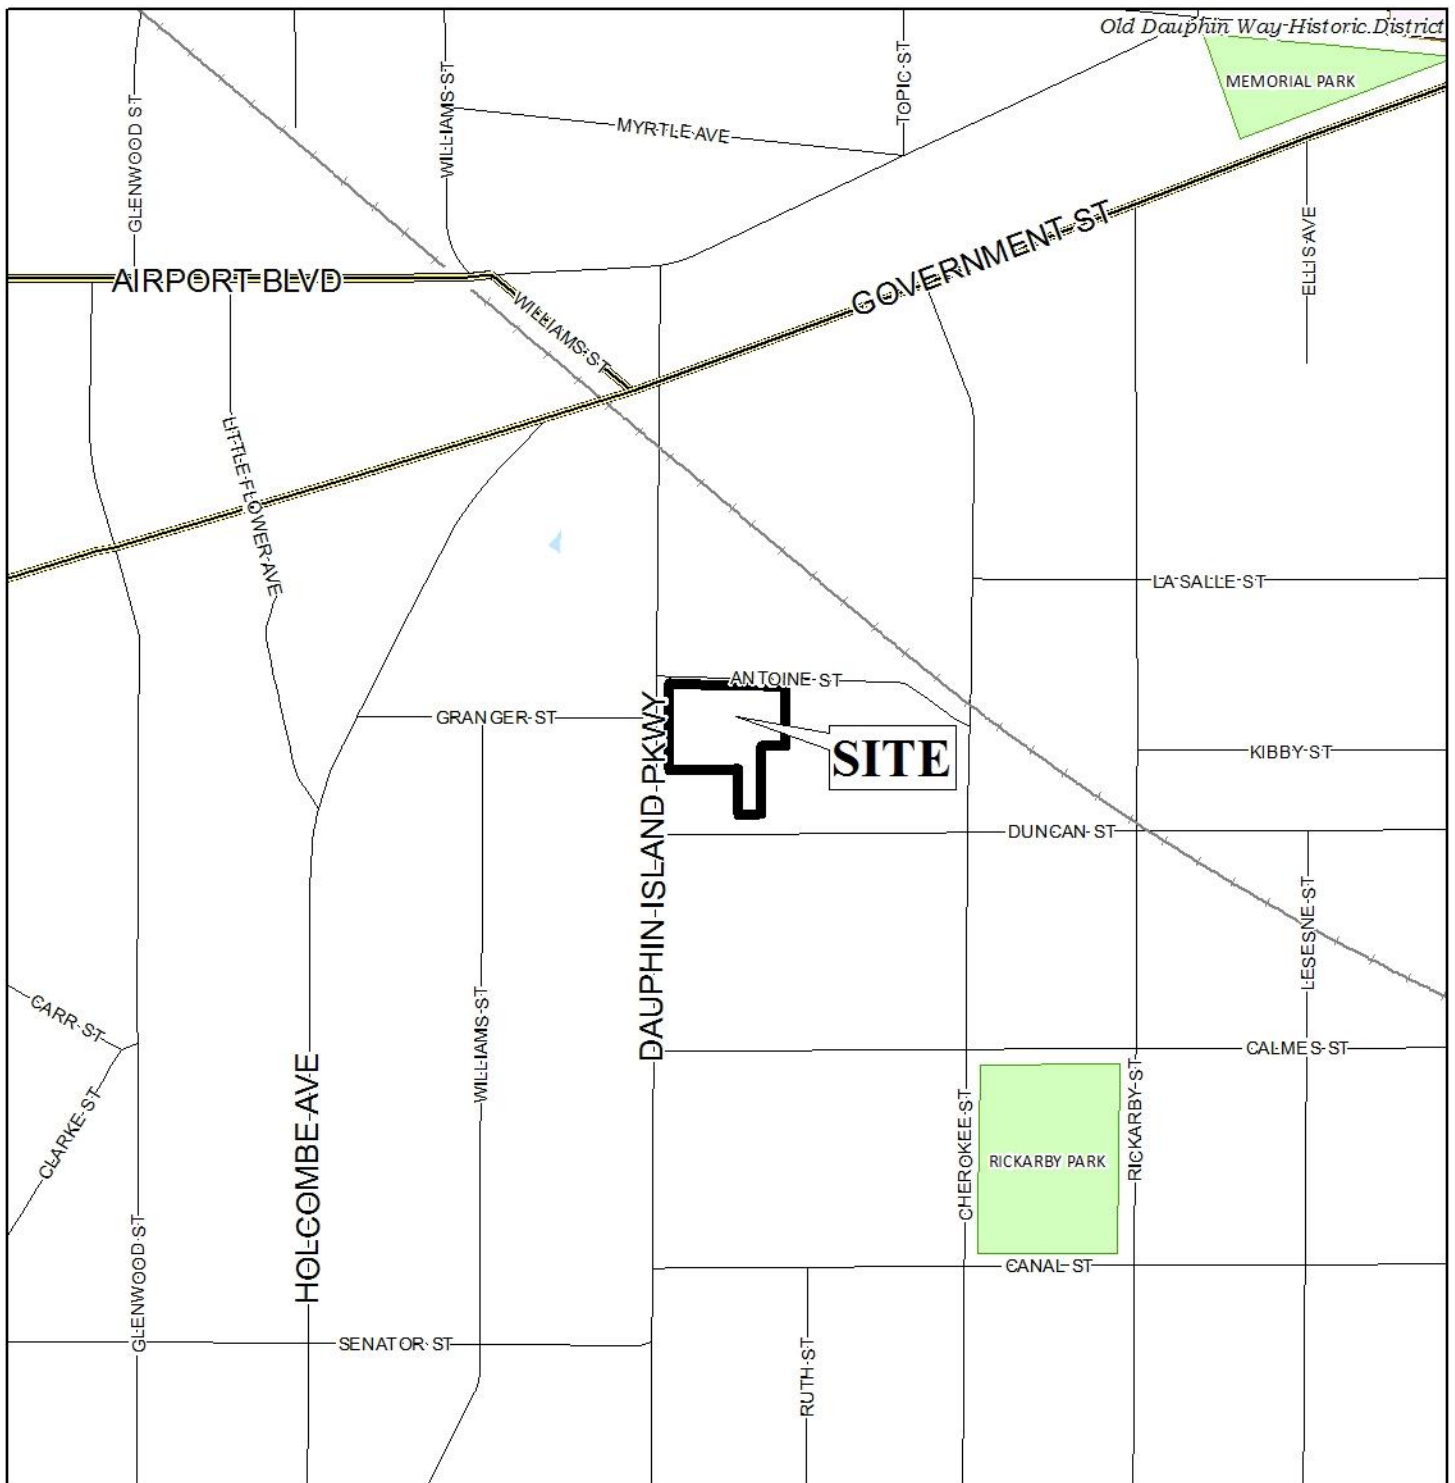 Old Dauphin Way Historic District
MEMORIAL PARK
TOPIC ST
WILLIAMS ST
GLENWOOD ST
MYRTLE AVE
GOVERNMENT ST
ELLIS AVE
AIRPORT BLVD
WILLIAMS ST
LITTLE FLOWER AVE
LA SALLE ST
ANTOINE ST
GRANGER ST
SITE
KIBBY ST
DUNCAN ST
DAUPHIN ISLAND PKWY
LESESNE ST
CARR ST
WILLIAMS ST
CALMES ST
CLARKE ST
HOLCOMBE AVE
CHEROKEE ST
RICKARBY PARK
RICKARBY ST
GLENWOOD ST
CANAL ST
SENATOR ST
RUTH ST